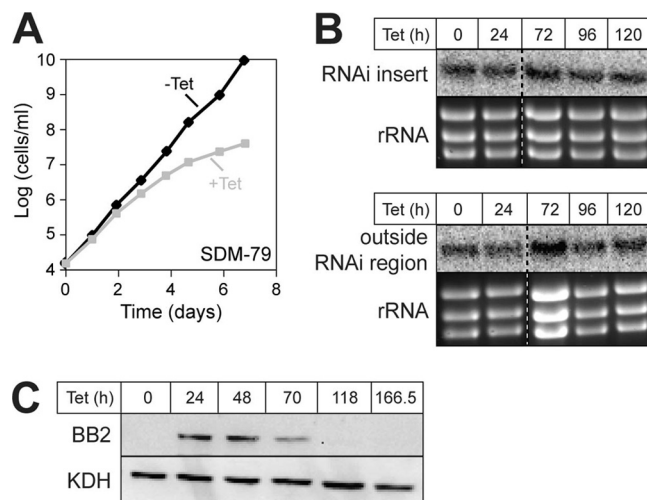 A
Log (cells/ml)
10
9
8
7
6
5
4
-Tet
+Tet
SDM-79
0 2 4 6 8
Time (days)
B
Tet (h) 0 24 72 96 120
RNAi insert
rRNA
Tet (h) 0 24 72 96 120
outside
RNAi region
rRNA
C
Tet (h) 0 24 48 70 118 166.5
BB2
KDH